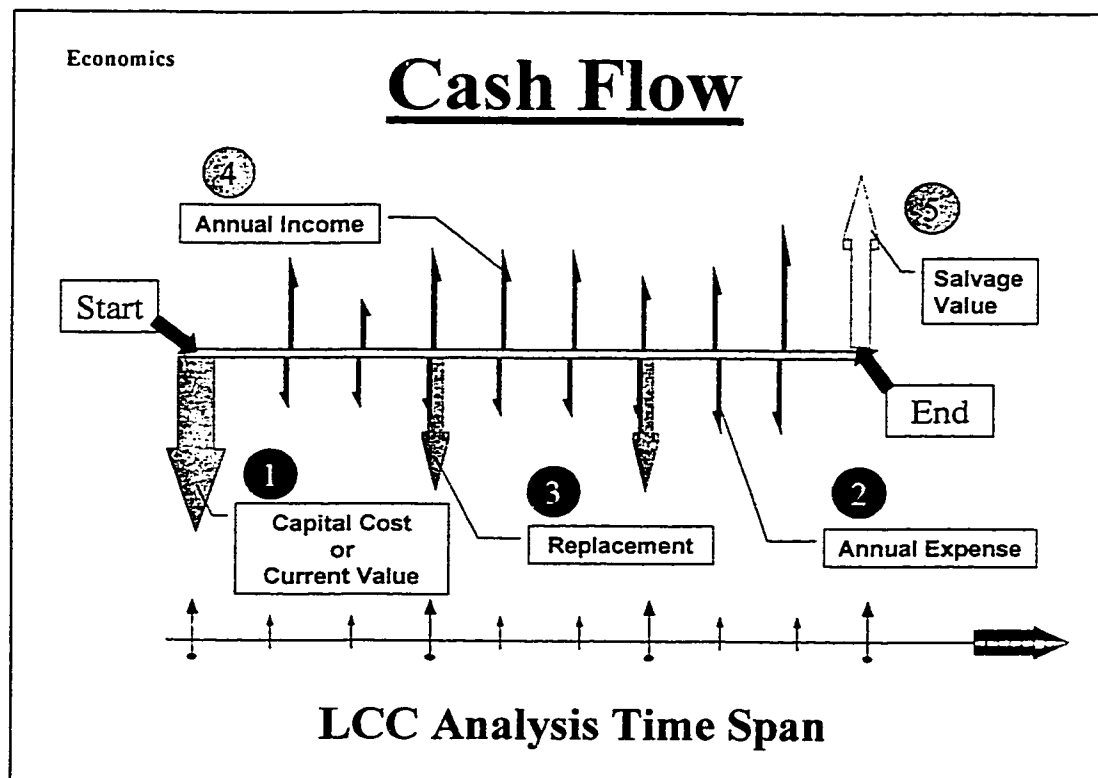 Economics
Cash Flow
4
Annual Income
5
Salvage
Value
Start
End
1
Capital Cost
or
Current Value
3
Replacement
2
Annual Expense
LCC Analysis Time Span